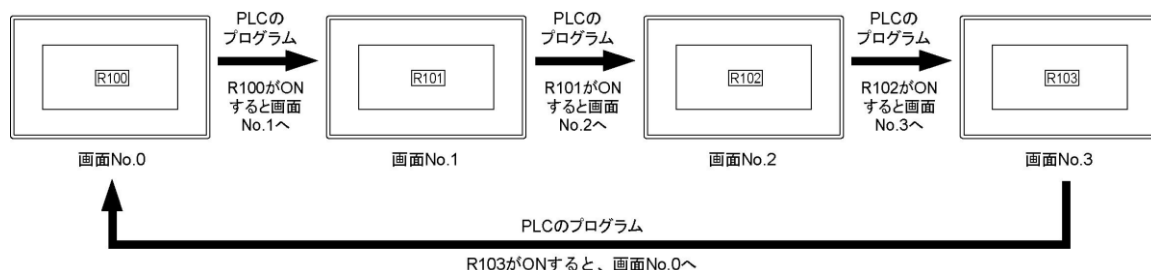 R100
画面No.0
PLCの
プログラム
R100がON
すると画面
No.1へ
R101
画面No.1
PLCの
プログラム
R101がON
すると画面
No.2へ
R102
画面No.2
PLCの
プログラム
R102がON
すると画面
No.3へ
R103
画面No.3
PLCのプログラム
R103がONすると、画面No.0へ